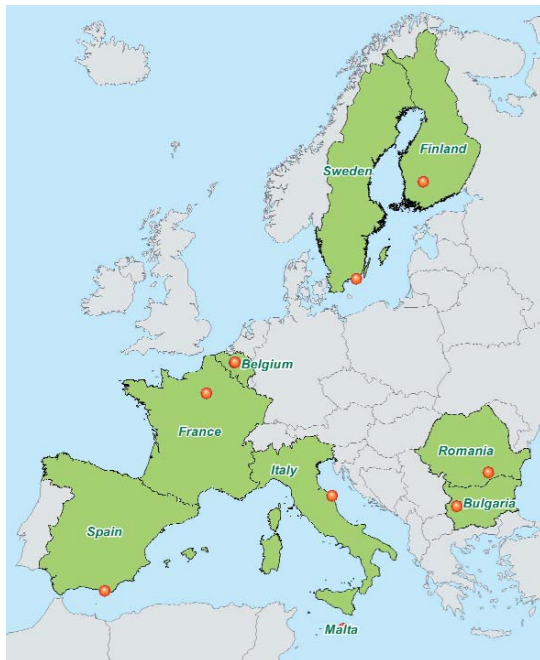 Finland
Sweden
Belgium
France
Romania
Italy
Bulgaria
Spain
Malta